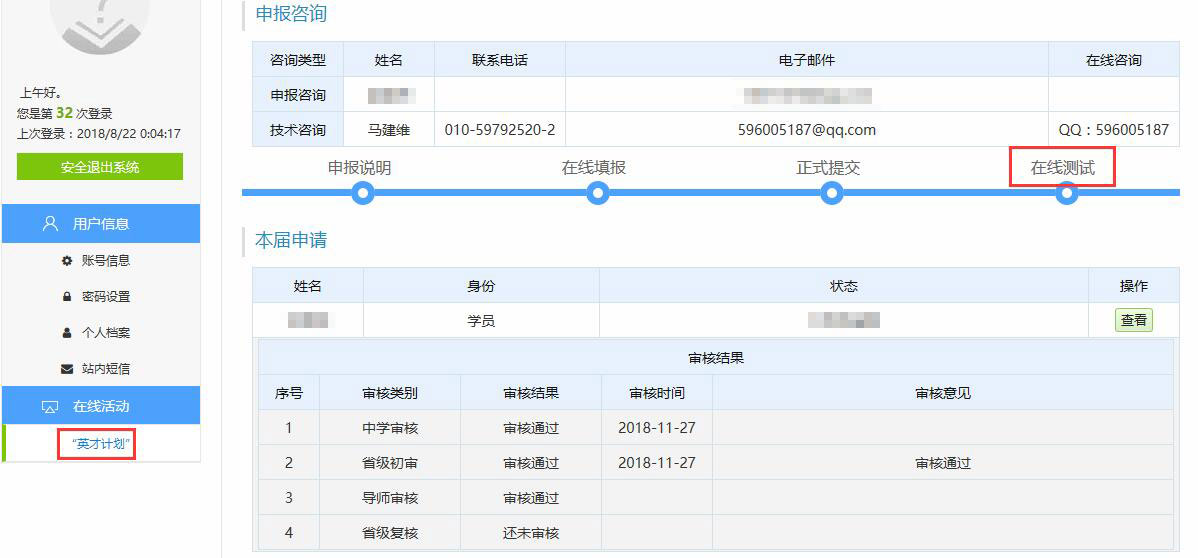 上午好。
您是第 32 次登录
上次登录：2018/8/22 0:04:17
安全退出系统
用户信息
账号信息
密码设置
个人档案
站内短信
在线活动
“英才计划”
申报咨询
咨询类型 姓名 联系电话 电子邮件 在线咨询
申报咨询
技术咨询 马建维 010-59792520-2 596005187@qq.com QQ：596005187
申报说明 在线填报 正式提交 在线测试
本届申请
姓名 身份 状态 操作
学员 查看
审核结果
序号 审核类别 审核结果 审核时间 审核意见
1 中学审核 审核通过 2018-11-27
2 省级初审 审核通过 2018-11-27 审核通过
3 导师审核 审核通过
4 省级复核 还未审核